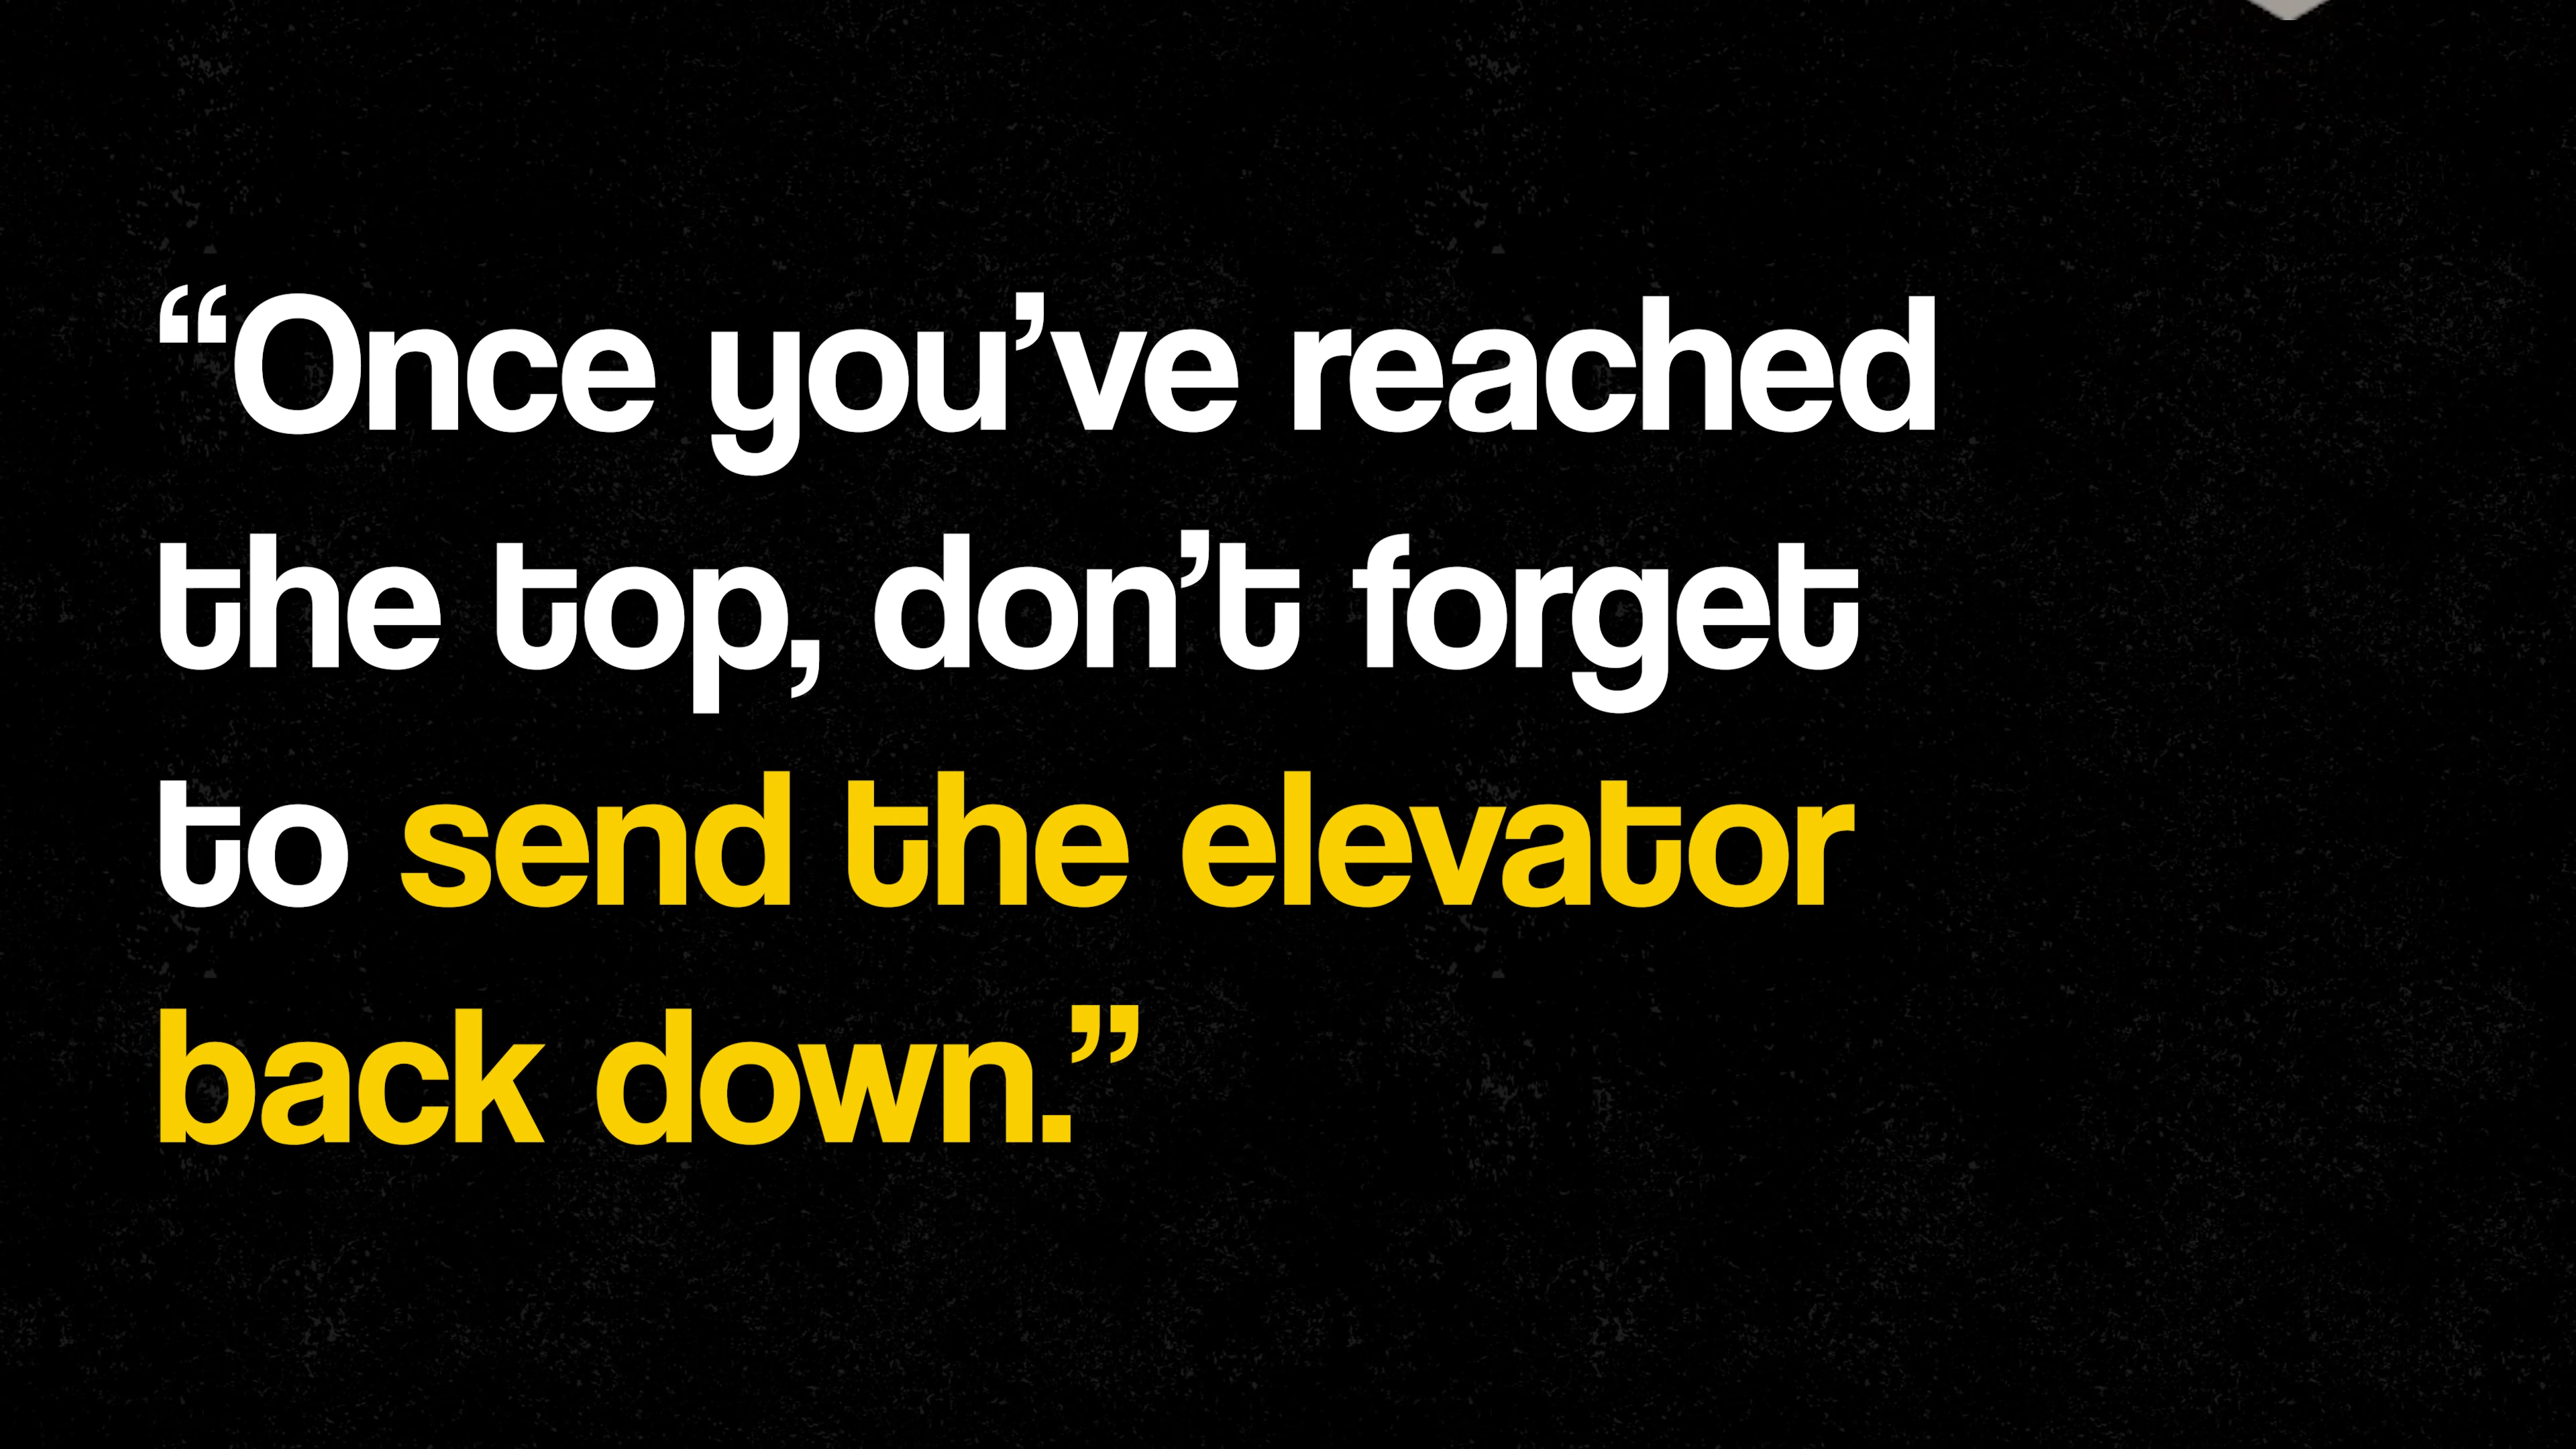 “Once you’ve reached
the top, don’t forget
to send the elevator
back down.”